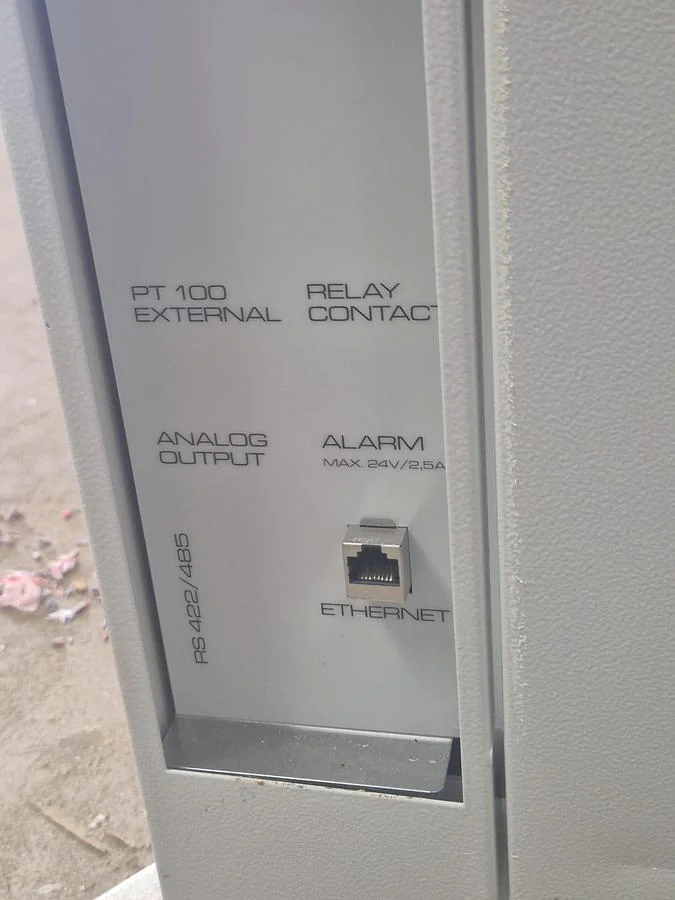 PT 100
EXTERNAL
RELAY
CONTACT
ANALOG
OUTPUT
ALARM
MAX. 24V/2,5A
RS 422/485
ETHERNET